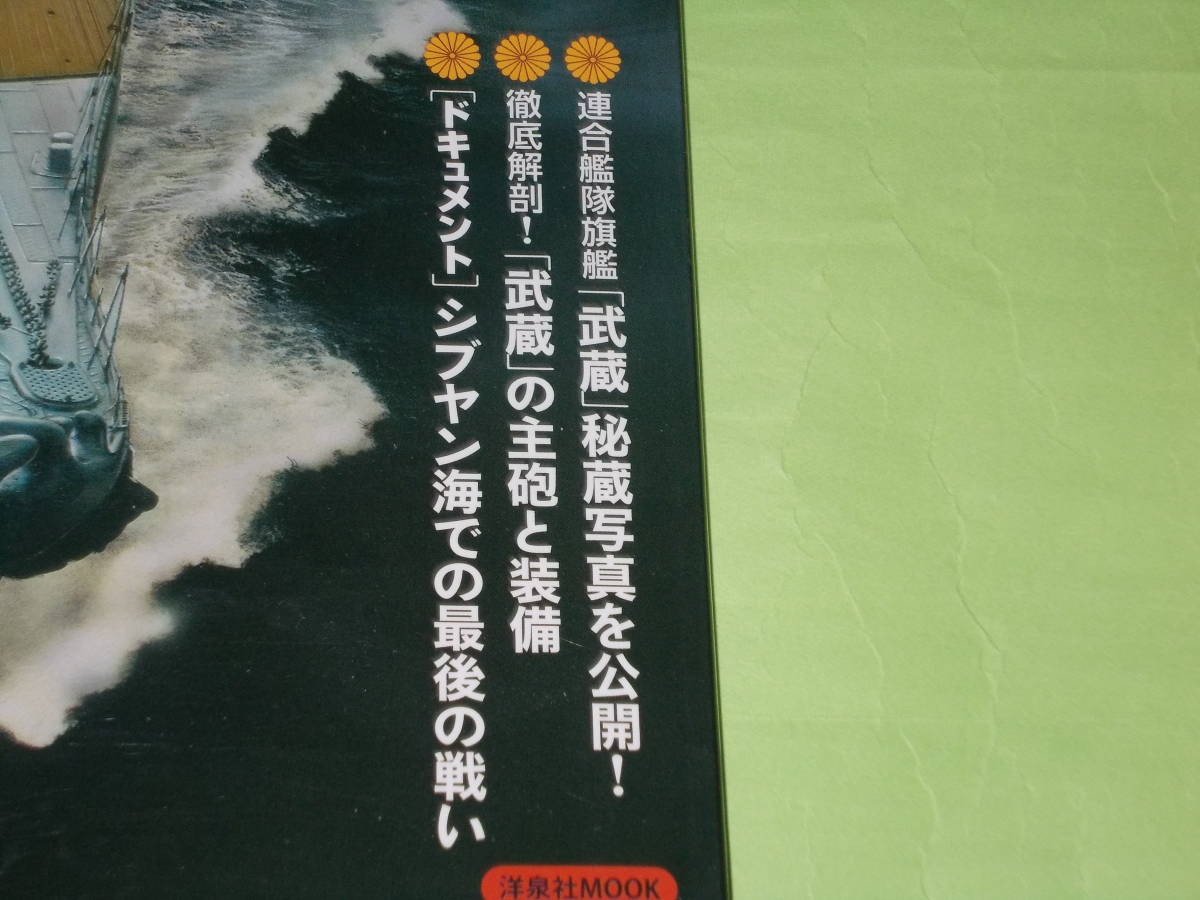 連合艦隊旗艦「武蔵」秘蔵写真を公開！
徹底解剖！「武蔵」の主砲と装備
［ドキュメント］シブヤン海での最後の戦い
洋泉社MOOK